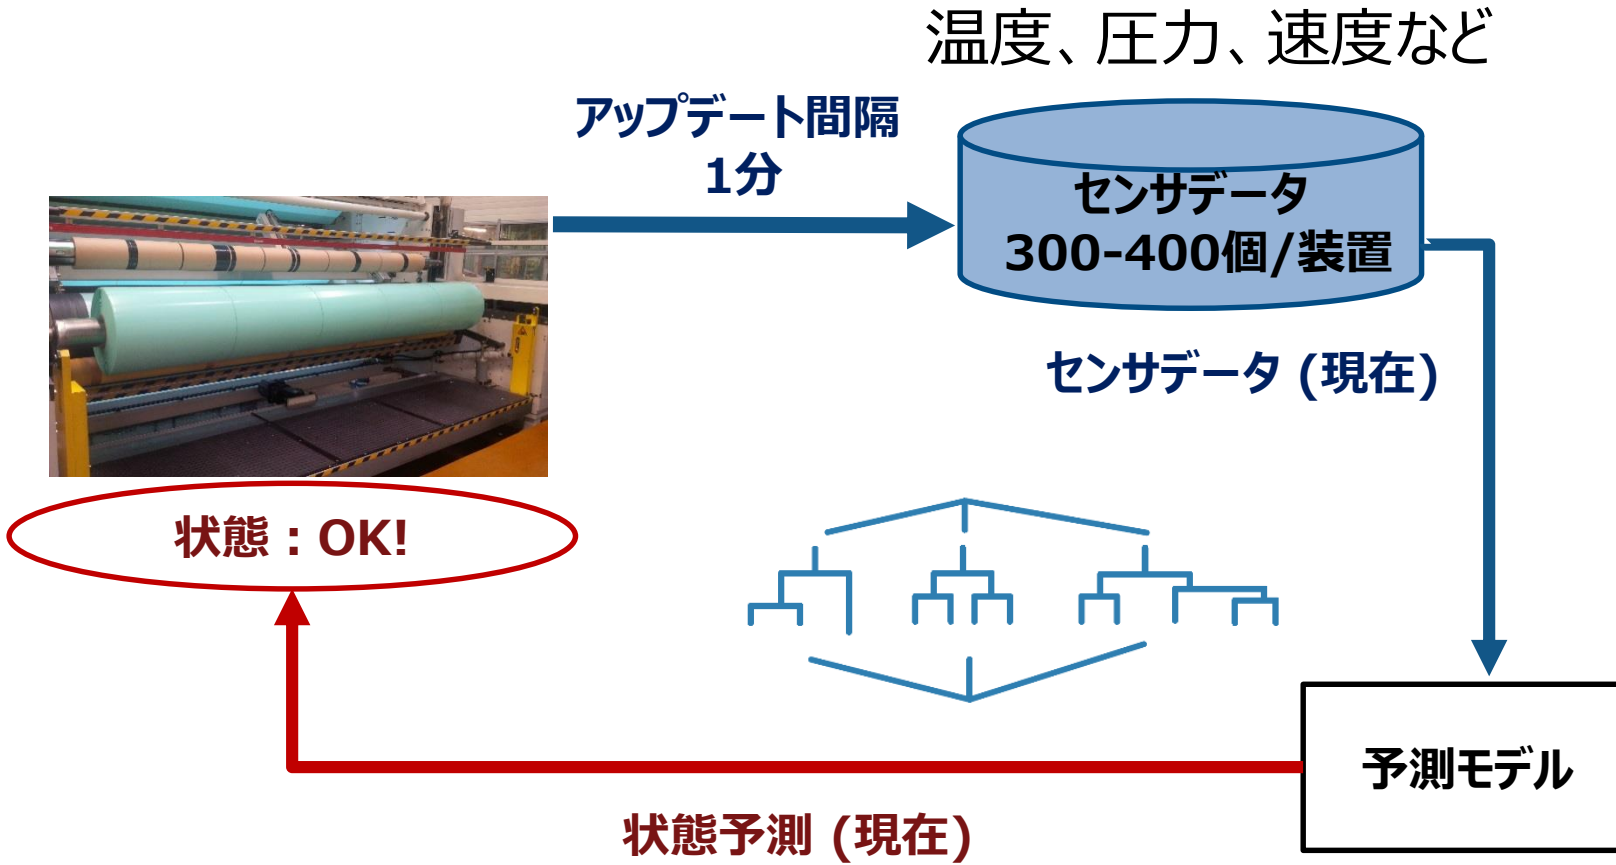 温度、圧力、速度など
アップデート間隔
1分
センサデータ
300-400個/装置
センサデータ (現在)
状態：OK!
予測モデル
状態予測 (現在)